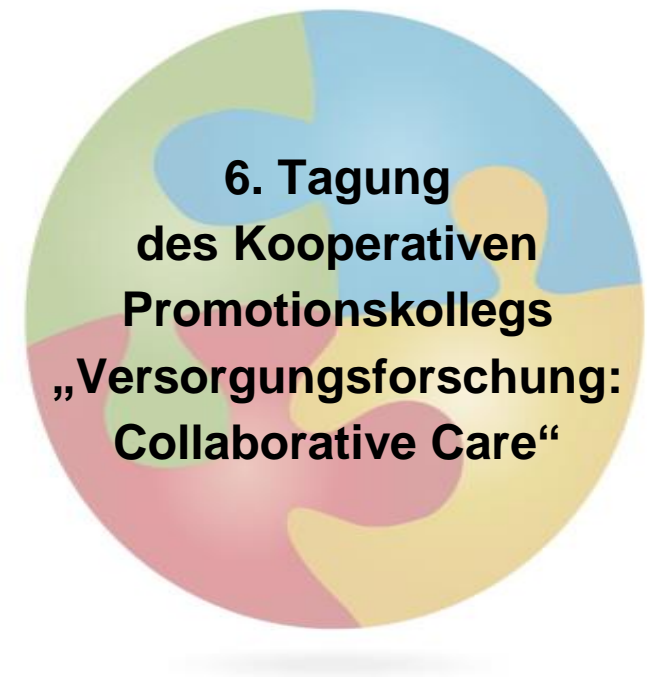 6. Tagung
des Kooperativen
Promotionskollegs
„Versorgungsforschung:
Collaborative Care“